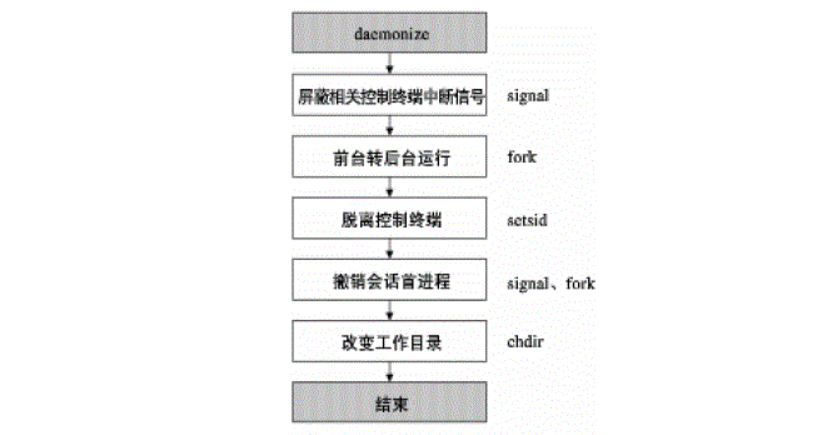 daemonize
屏蔽相关控制终端中断信号 signal
前台转后台运行 fork
脱离控制终端 setsid
撤销会话首进程 signal、fork
改变工作目录 chdir
结束